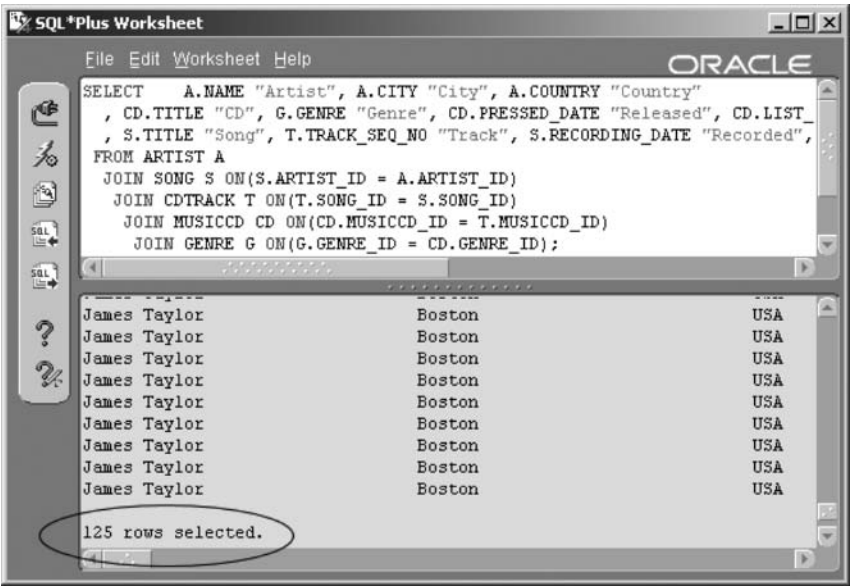 SQL*Plus Worksheet
File Edit Worksheet Help
ORACLE
SELECT A.NAME "Artist", A.CITY "City", A.COUNTRY "Country"
, CD.TITLE "CD", G.GENRE "Genre", CD.PRESSED_DATE "Released", CD.LIST_
, S.TITLE "Song", T.TRACK_SEQ_NO "Track", S.RECORDING_DATE "Recorded",
FROM ARTIST A
JOIN SONG S ON(S.ARTIST_ID = A.ARTIST_ID)
JOIN CDTRACK T ON(T.SONG_ID = S.SONG_ID)
JOIN MUSICCD CD ON(CD.MUSICCD_ID = T.MUSICCD_ID)
JOIN GENRE G ON(G.GENRE_ID = CD.GENRE_ID);
SQL
SQL
James Taylor Boston USA
James Taylor Boston USA
James Taylor Boston USA
James Taylor Boston USA
James Taylor Boston USA
James Taylor Boston USA
James Taylor Boston USA
James Taylor Boston USA
James Taylor Boston USA
125 rows selected.